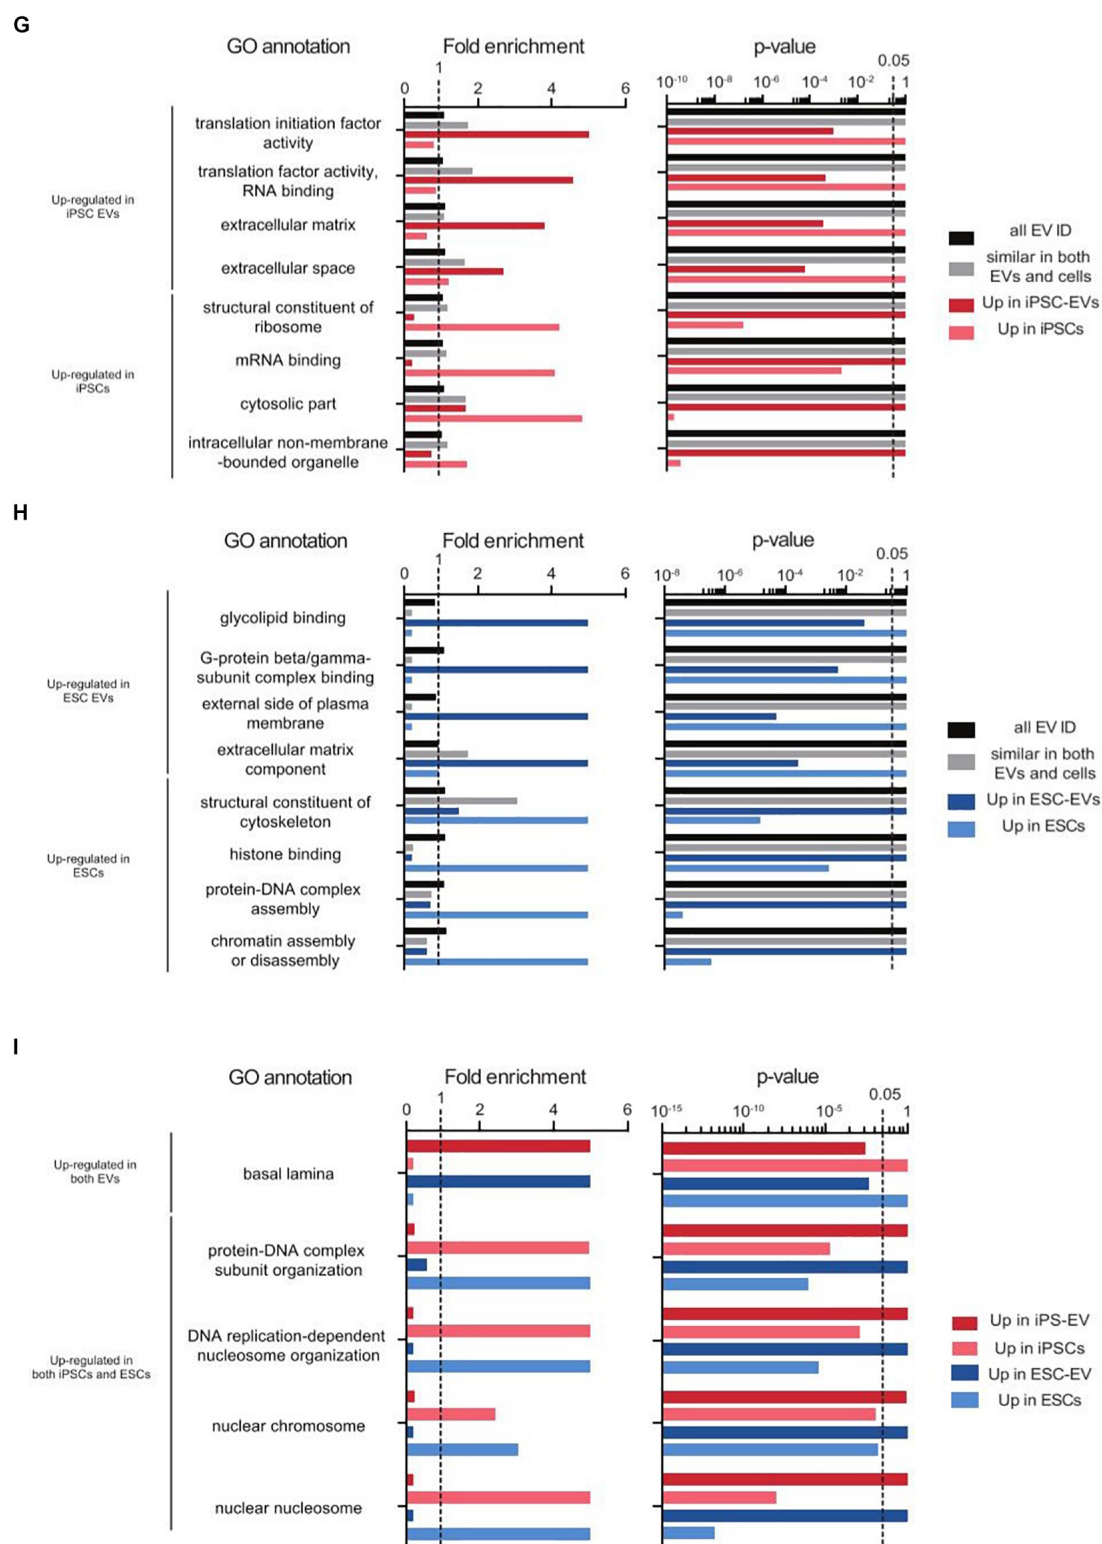 G
GO annotation
Fold enrichment
p-value
1
0.05
0
2
4
6
10-10
10-8
10-6
10-4
10-2
1
translation initiation factor
activity
translation factor activity,
RNA binding
Up-regulated in
iPSC EVs
extracellular matrix
extracellular space
structural constituent of
ribosome
mRNA binding
Up-regulated in
iPSCs
cytosolic part
intracellular non-membrane
-bounded organelle
all EV ID
similar in both
EVs and cells
Up in iPSC-EVs
Up in iPSCs
H
GO annotation
Fold enrichment
p-value
1
0.05
0
2
4
6
10-8
10-6
10-4
10-2
1
glycolipid binding
G-protein beta/gamma-
subunit complex binding
Up-regulated in
ESC EVs
external side of plasma
membrane
extracellular matrix
component
structural constituent of
cytoskeleton
histone binding
Up-regulated in
ESCs
protein-DNA complex
assembly
chromatin assembly
or disassembly
all EV ID
similar in both
EVs and cells
Up in ESC-EVs
Up in ESCs
I
GO annotation
Fold enrichment
p-value
0
1
2
4
6
0.05
10-15
10-10
10-5
1
Up-regulated in
both EVs
basal lamina
protein-DNA complex
subunit organization
DNA replication-dependent
nucleosome organization
Up-regulated in
both iPSCs and ESCs
nuclear chromosome
nuclear nucleosome
Up in iPS-EV
Up in iPSCs
Up in ESC-EV
Up in ESCs